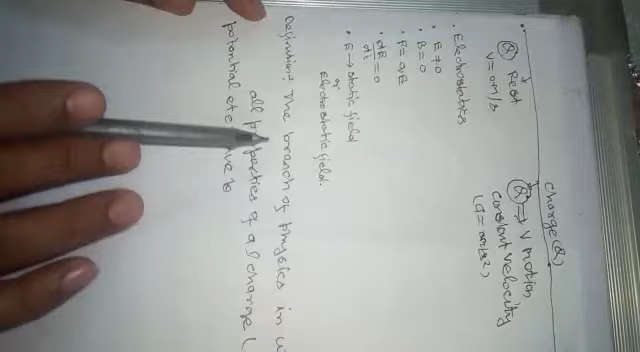 Charge (Q)
(Q) Rest
V = 0 m/s
(Q) → V motion
constant velocity
(a = 0 m/s²)
• Electrostatics
• E ≠ 0
• B = 0
• F = qE
• dE/dt = 0
• E → static field
or
Electrostatic field.
Definition: The branch of physics in
all properties of a charge (
potential etc